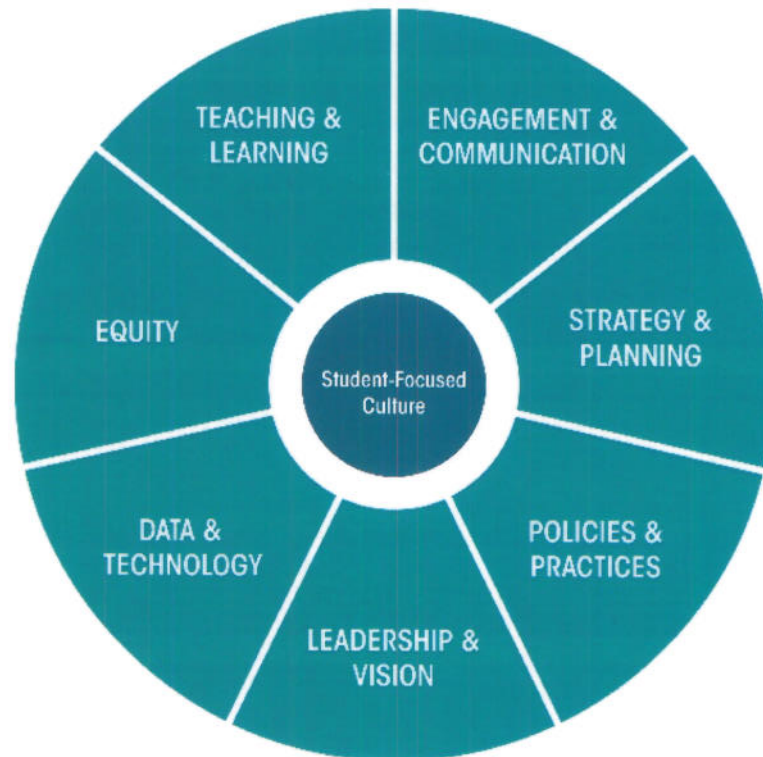 TEACHING &
LEARNING
ENGAGEMENT &
COMMUNICATION
EQUITY
STRATEGY &
PLANNING
Student-Focused
Culture
DATA &
TECHNOLOGY
POLICIES &
PRACTICES
LEADERSHIP &
VISION